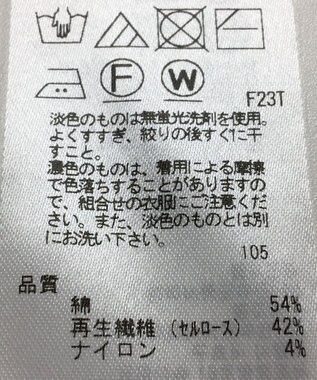 F W
F23T
淡色のものは無蛍光洗剤を使用。
よくすすぎ、絞りの後すぐに干
すこと。
濃色のものは、着用による摩擦
で色落ちすることがありますの
で、組合せの衣服にご注意くだ
さい。また、淡色のものとは別
にお洗い下さい。
105
品質
綿 54%
再生繊維（セルロース） 42%
ナイロン 4%